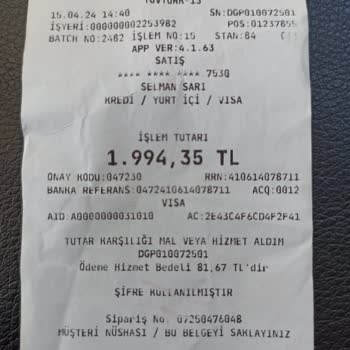 TÜVTÜRK-13
15.04.24 14:40 SN:DGP010072501
İŞYERİ:000000002253982 POS:01237855
BATCH NO:2482 İŞLEM NO:15 STAN:84
APP VER:4.1.63
SATIŞ
**** **** **** 7530
SELMAN SARI
KREDİ / YURT İÇİ / VISA
İŞLEM TUTARI
1.994,35 TL
ONAY KODU:047230 RRN:410614078711
BANKA REFERANS:0472410614078711 ACQ:0012
VISA
AID:A0000000031010 AC:2E43C4F6CD4F2F41
TUTAR KARŞILIĞI MAL VEYA HİZMET ALDIM
DGP010072501
Ödeme Hizmet Bedeli 81,67 TL'dir
ŞİFRE KULLANILMIŞTIR
Sipariş No: 07250476048
MÜŞTERİ NÜSHASI / BU BELGEYİ SAKLAYINIZ